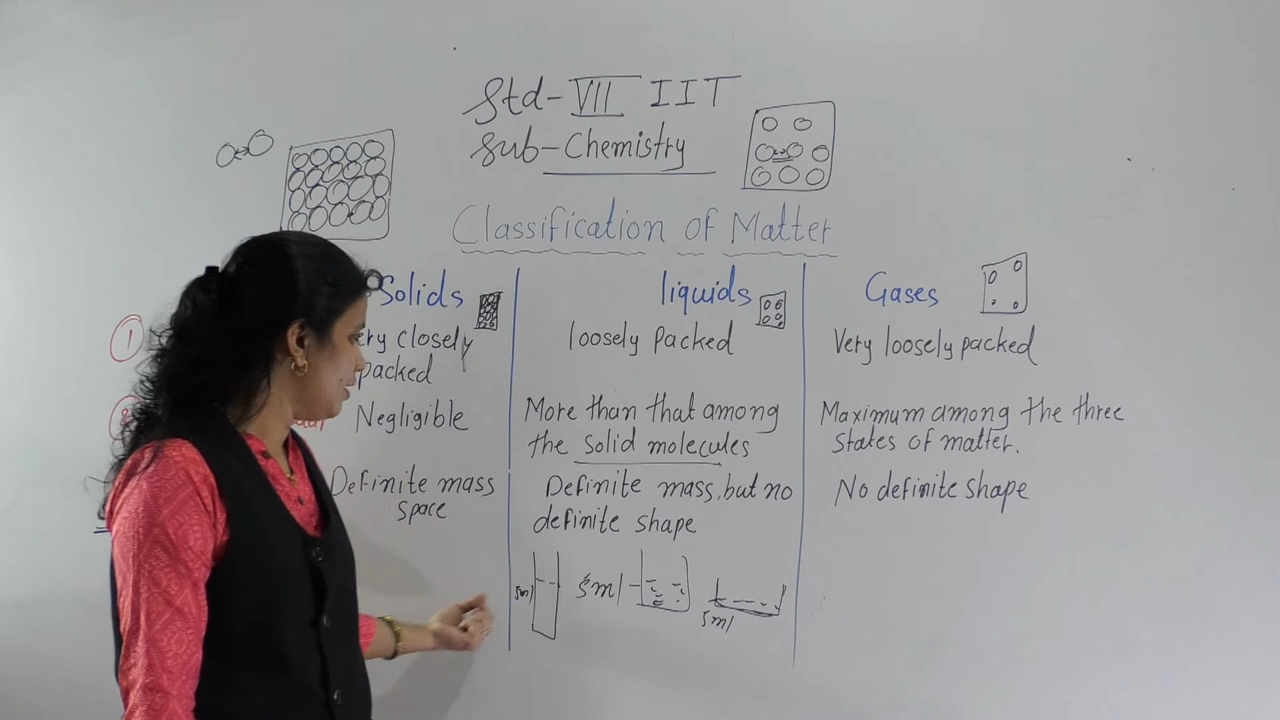 Std-VII IIT
Sub-Chemistry
Classification of Matter
Solids
liquids
Gases
1
ery closely
packed
loosely packed
Very loosely packed
Negligible
More than that among
the solid molecules
Maximum among the three
states of matter.
Definite mass
space
Definite mass, but no
definite shape
No definite shape
5ml
5ml
5ml